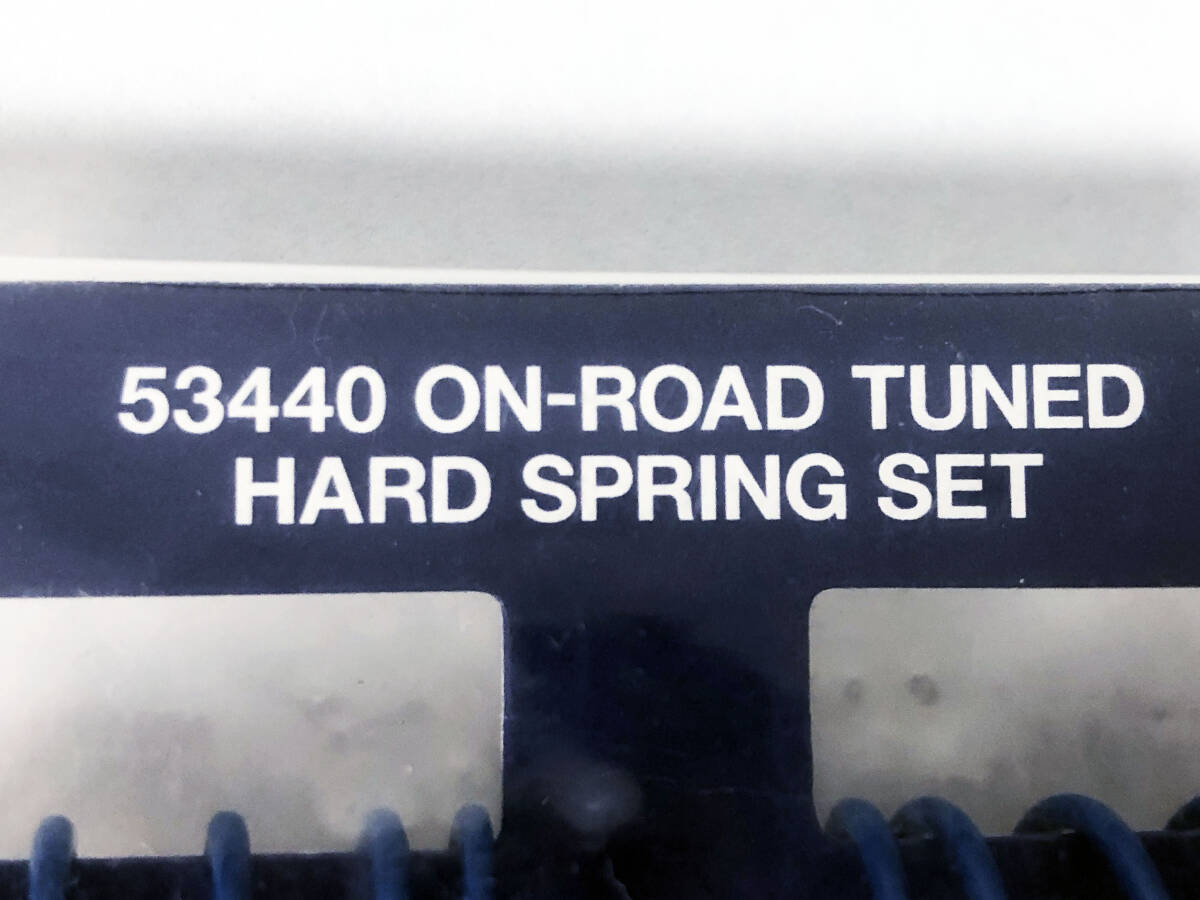 53440 ON-ROAD TUNED
HARD SPRING SET